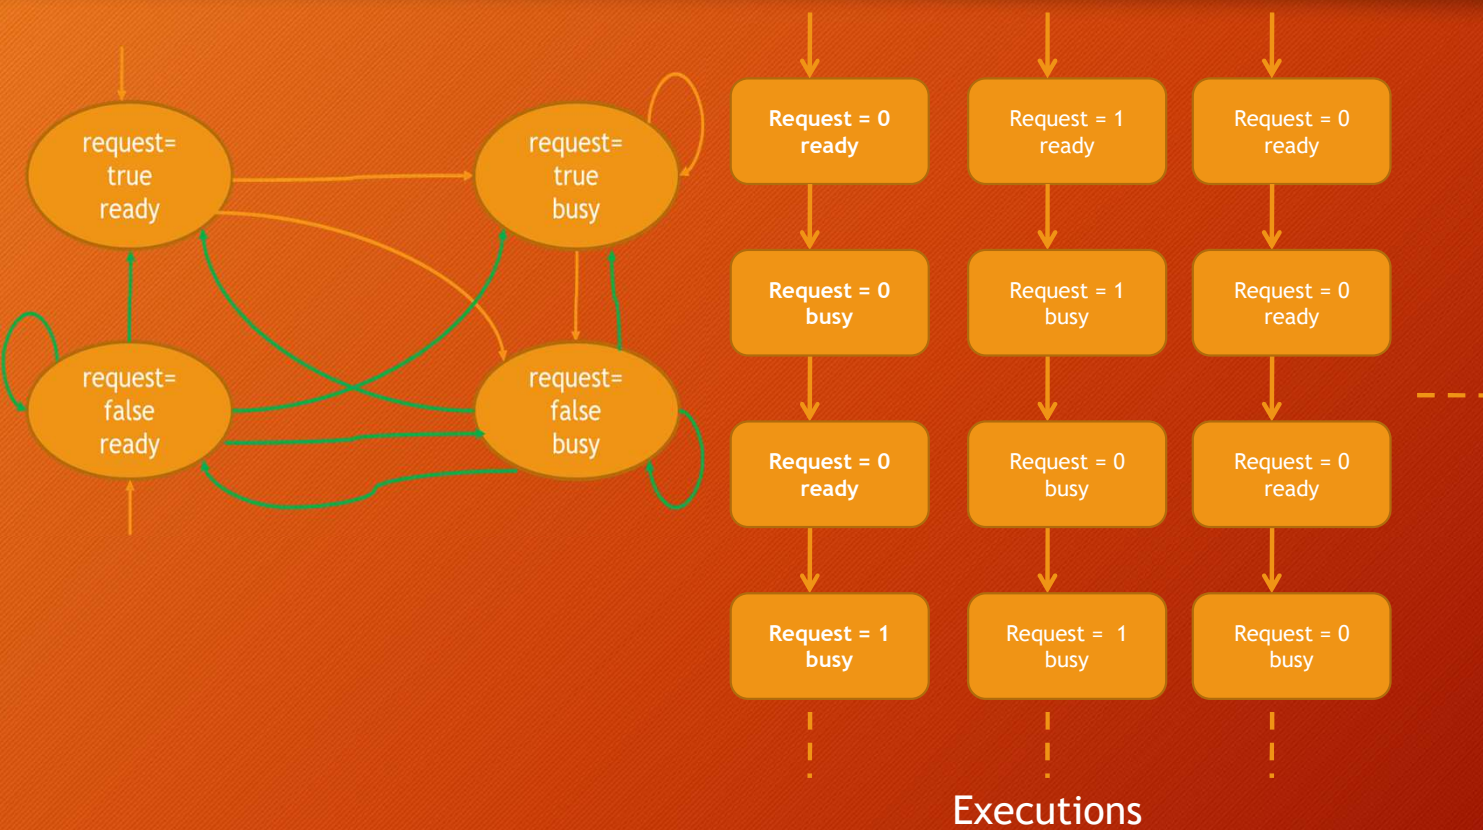 request=
true
ready
request=
true
busy
request=
false
ready
request=
false
busy
Request = 0
ready
Request = 0
busy
Request = 0
ready
Request = 1
busy
Request = 1
ready
Request = 1
busy
Request = 0
busy
Request = 1
busy
Request = 0
ready
Request = 0
ready
Request = 0
ready
Request = 0
busy
Executions